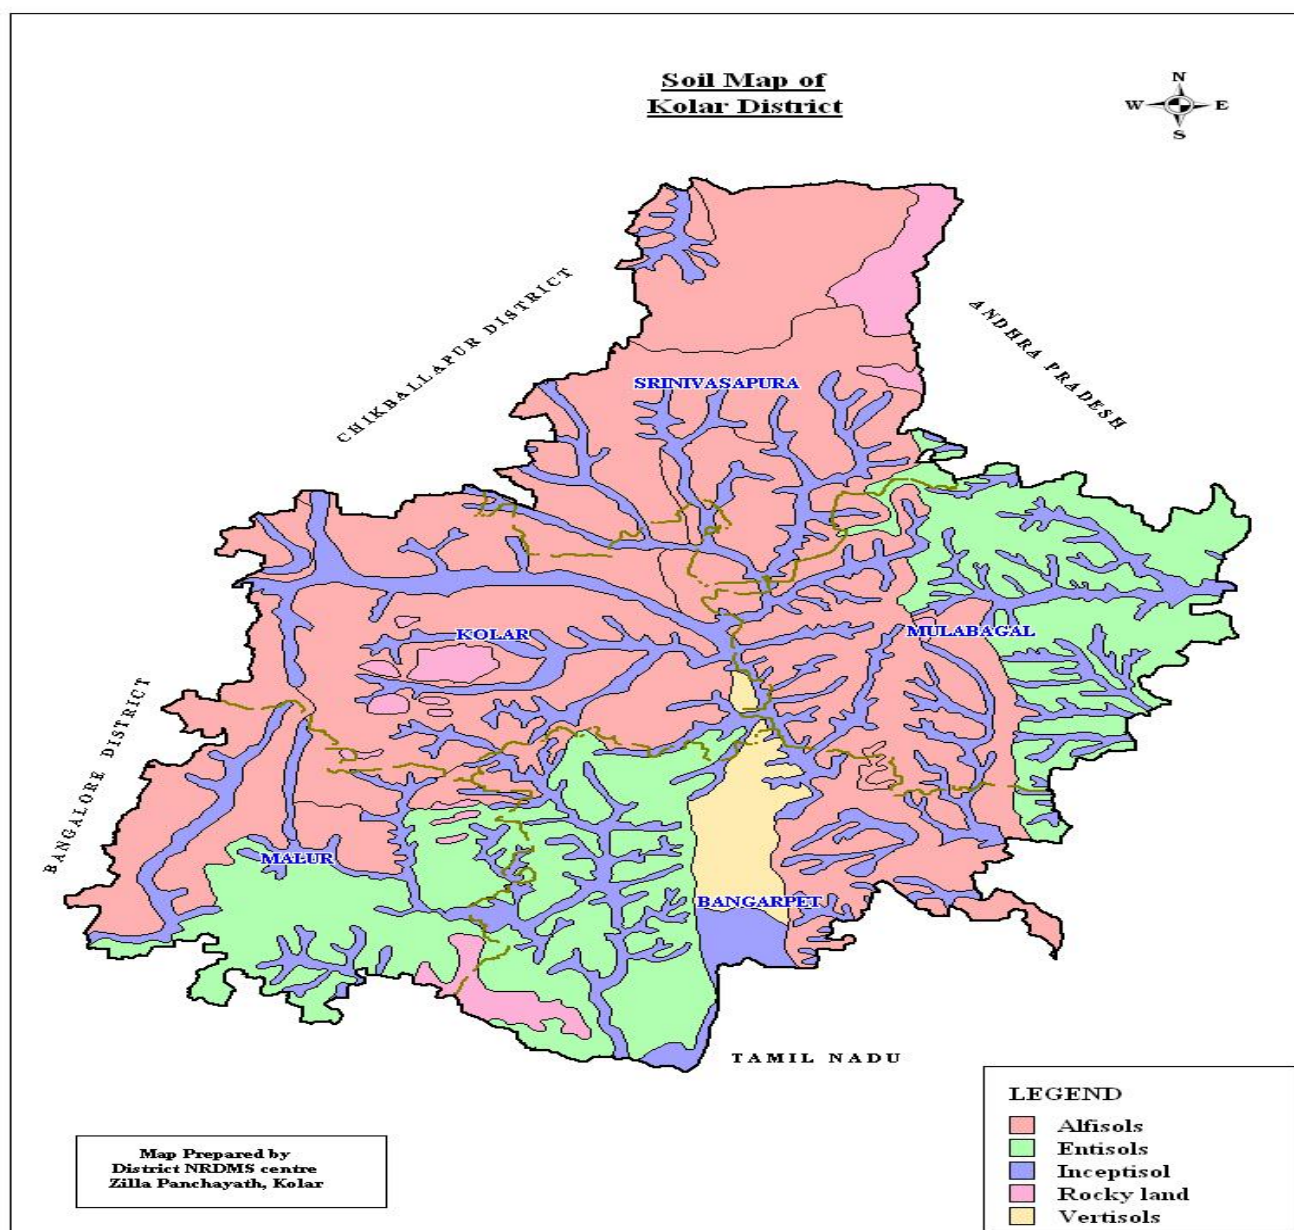 Soil Map of
Kolar District
N
W E
S
CHIKBALLAPUR DISTRICT
ANDHRA PRADESH
SRINIVASAPURA
KOLAR
MULABAGAL
BANGALORE DISTRICT
MALUR
BANGARPET
TAMIL NADU
LEGEND
Alfisols
Entisols
Inceptisol
Rocky land
Vertisols
Map Prepared by
District NRDMS centre
Zilla Panchayath, Kolar